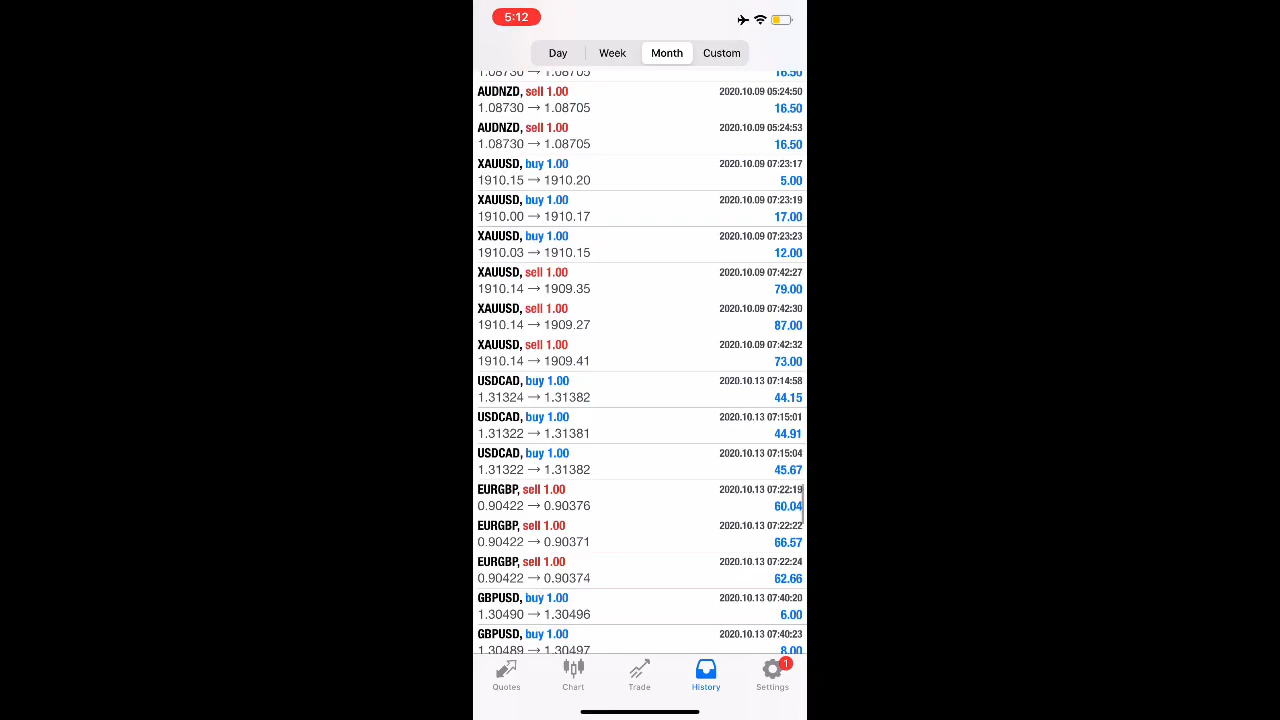 5:12
Day Week Month Custom
1.08730 → 1.08705 16.50
AUDNZD, sell 1.00 2020.10.09 05:24:50
1.08730 → 1.08705 16.50
AUDNZD, sell 1.00 2020.10.09 05:24:53
1.08730 → 1.08705 16.50
XAUUSD, buy 1.00 2020.10.09 07:23:17
1910.15 → 1910.20 5.00
XAUUSD, buy 1.00 2020.10.09 07:23:19
1910.00 → 1910.17 17.00
XAUUSD, buy 1.00 2020.10.09 07:23:23
1910.03 → 1910.15 12.00
XAUUSD, sell 1.00 2020.10.09 07:42:27
1910.14 → 1909.35 79.00
XAUUSD, sell 1.00 2020.10.09 07:42:30
1910.14 → 1909.27 87.00
XAUUSD, sell 1.00 2020.10.09 07:42:32
1910.14 → 1909.41 73.00
USDCAD, buy 1.00 2020.10.13 07:14:58
1.31324 → 1.31382 44.15
USDCAD, buy 1.00 2020.10.13 07:15:01
1.31322 → 1.31381 44.91
USDCAD, buy 1.00 2020.10.13 07:15:04
1.31322 → 1.31382 45.67
EURGBP, sell 1.00 2020.10.13 07:22:19
0.90422 → 0.90376 60.04
EURGBP, sell 1.00 2020.10.13 07:22:22
0.90422 → 0.90371 66.57
EURGBP, sell 1.00 2020.10.13 07:22:24
0.90422 → 0.90374 62.66
GBPUSD, buy 1.00 2020.10.13 07:40:20
1.30490 → 1.30496 6.00
GBPUSD, buy 1.00 2020.10.13 07:40:23
1.30489 → 1.30497 8.00
1
Quotes Chart Trade History Settings